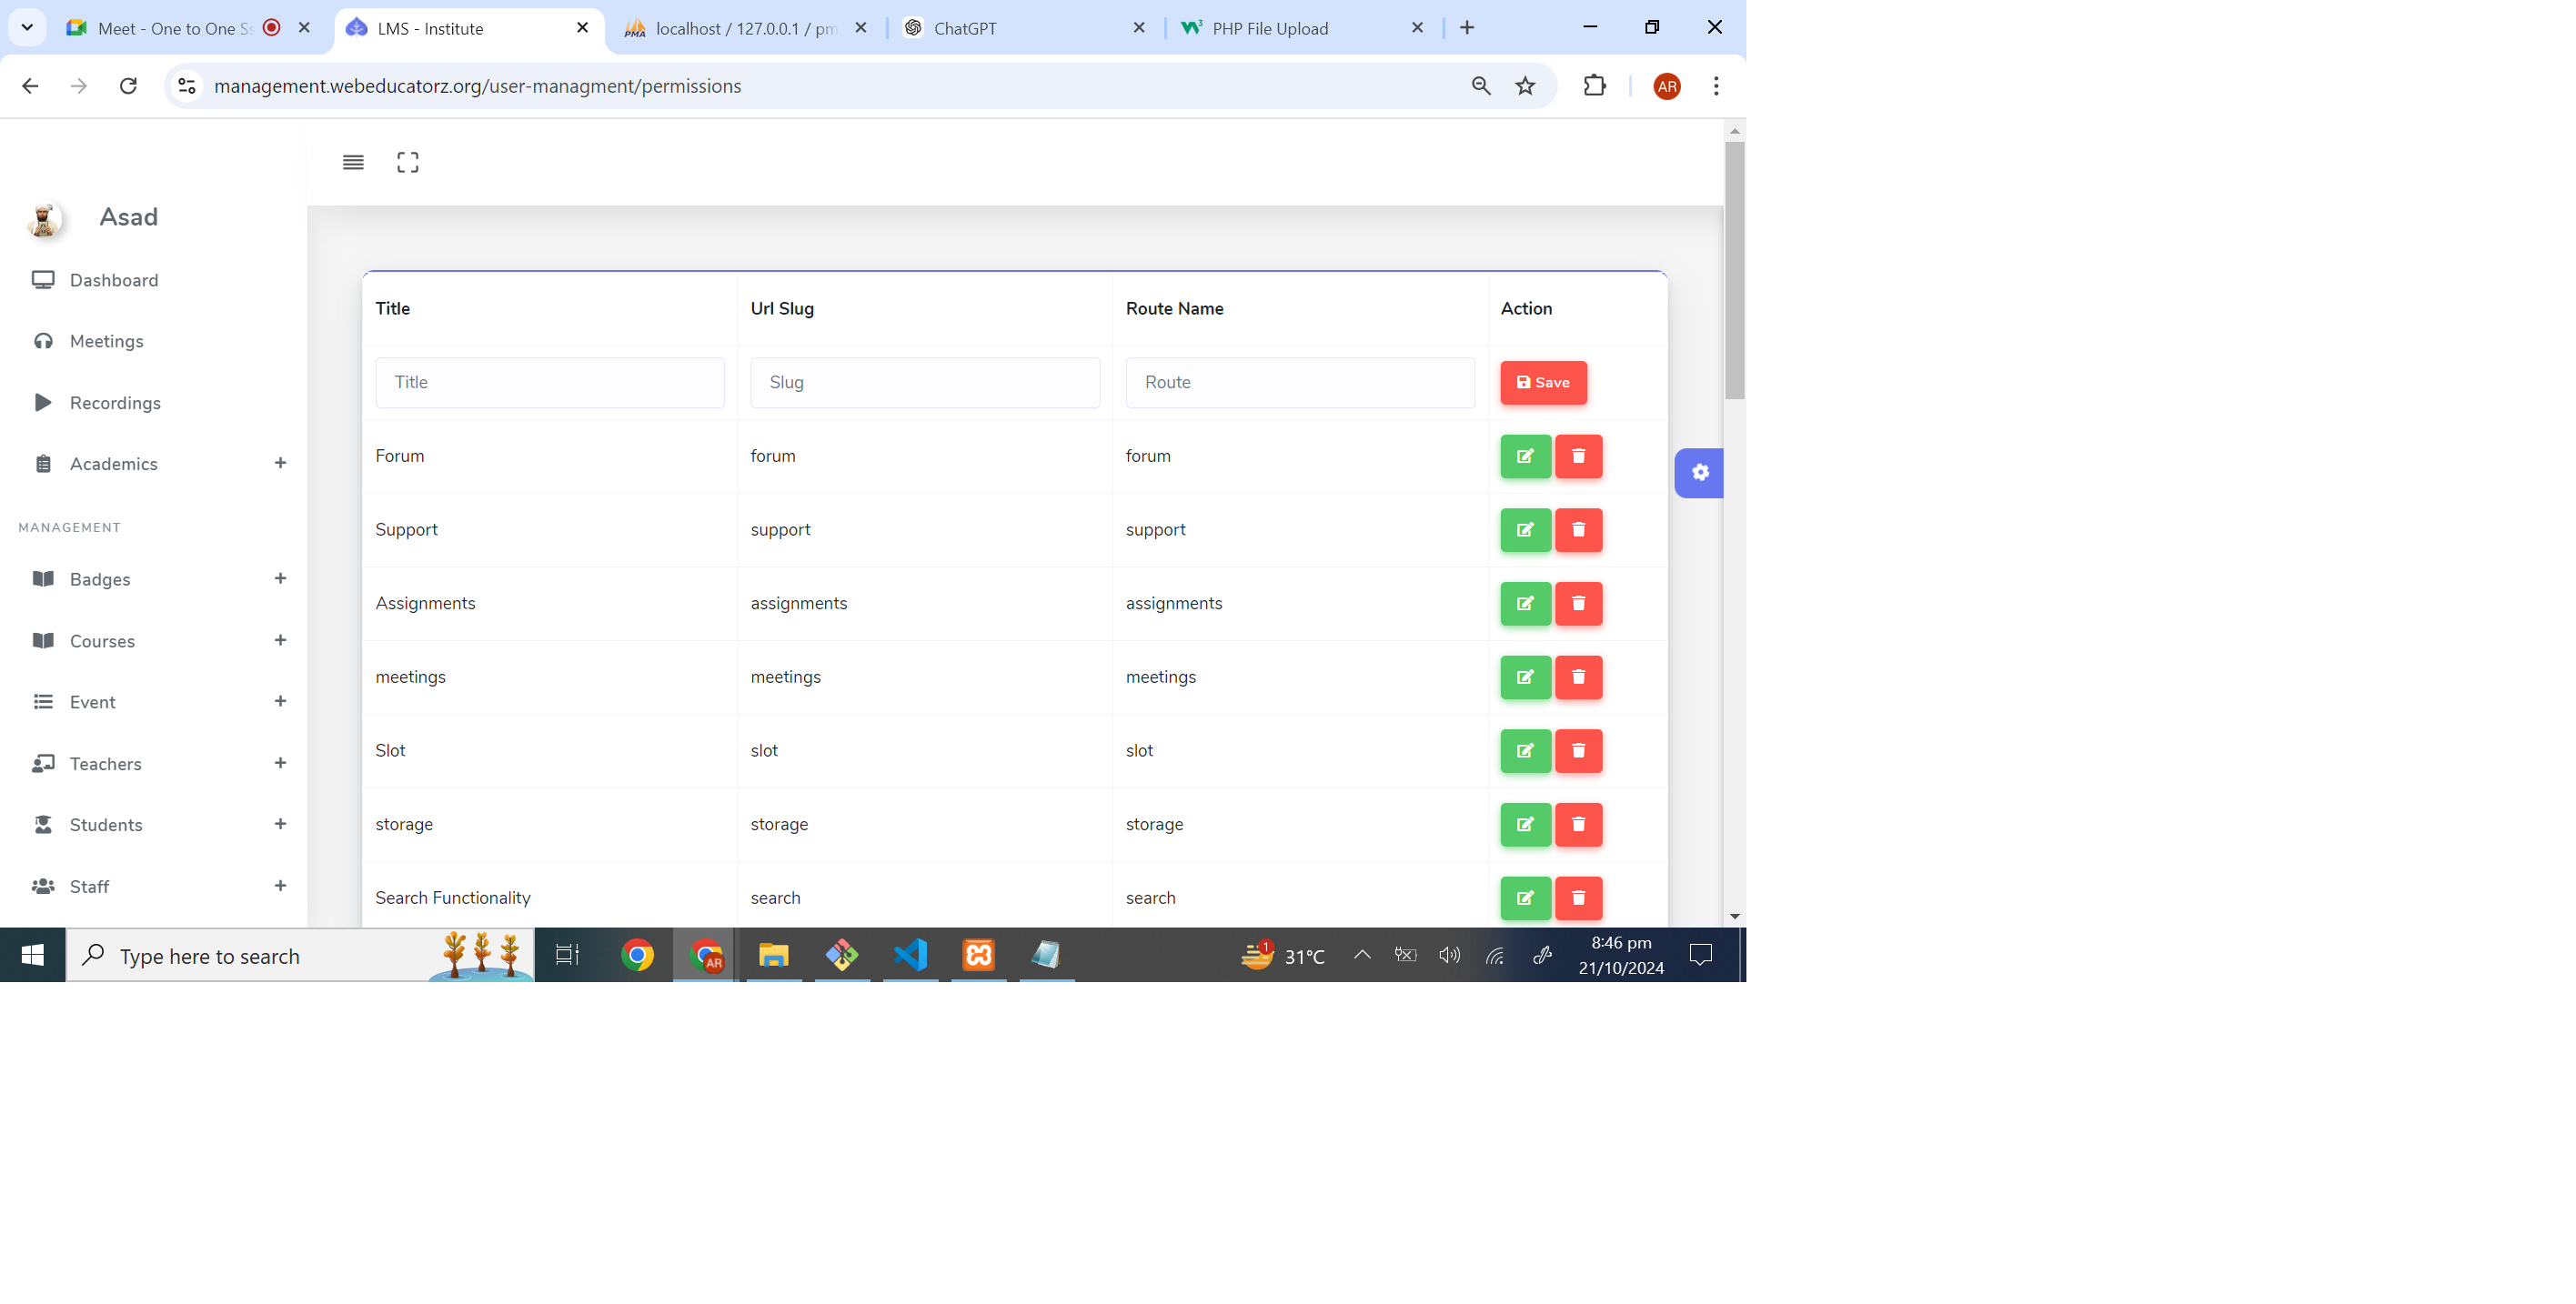 Meet - One to One Ss
LMS - Institute
localhost / 127.0.0.1 / pm
ChatGPT
PHP File Upload
management.webeducatorz.org/user-managment/permissions
AR
Asad
Dashboard
Meetings
Recordings
Academics +
MANAGEMENT
Badges +
Courses +
Event +
Teachers +
Students +
Staff +
Title Url Slug Route Name Action
Title Slug Route Save
Forum forum forum
Support support support
Assignments assignments assignments
meetings meetings meetings
Slot slot slot
storage storage storage
Search Functionality search search
Type here to search
AR
1
31°C
8:46 pm
21/10/2024